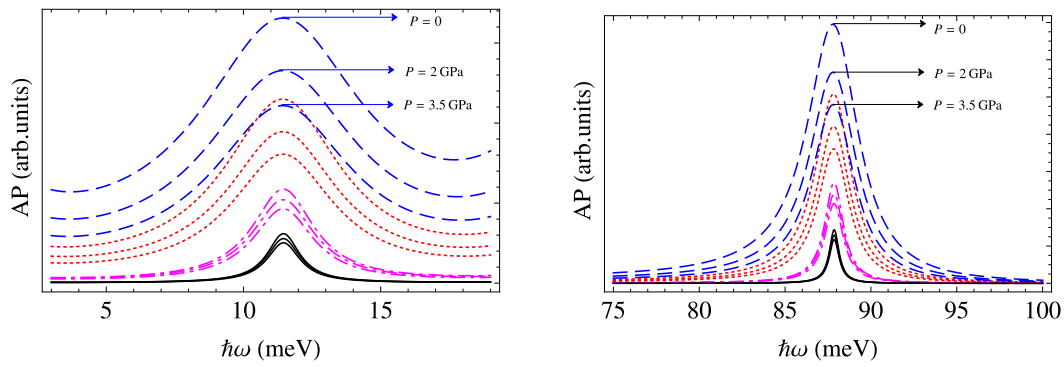 P = 0
P = 2 GPa
P = 3.5 GPa
AP (arb.units)
5
10
15
ℏω (meV)
P = 0
P = 2 GPa
P = 3.5 GPa
AP (arb.units)
75
80
85
90
95
100
ℏω (meV)